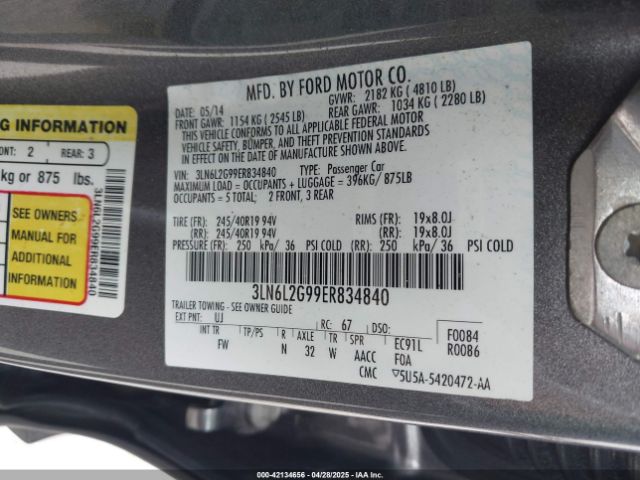 G INFORMATION
ONT: 2 REAR: 3
kg or 875 lbs.
SEE OWNERS
MANUAL FOR
ADDITIONAL
INFORMATION
3LN6L2G99ER834840
MFD. BY FORD MOTOR CO.
DATE: 05/14 GVWR: 2182 KG ( 4810 LB)
FRONT GAWR: 1154 KG ( 2545 LB) REAR GAWR: 1034 KG ( 2280 LB)
THIS VEHICLE CONFORMS TO ALL APPLICABLE FEDERAL MOTOR
VEHICLE SAFETY, BUMPER, AND THEFT PREVENTION STANDARDS
IN EFFECT ON THE DATE OF MANUFACTURE SHOWN ABOVE.
VIN: 3LN6L2G99ER834840 TYPE: Passenger Car
MAXIMUM LOAD = OCCUPANTS + LUGGAGE = 396KG/ 875LB
OCCUPANTS = 5 TOTAL; 2 FRONT, 3 REAR
TIRE (FR): 245/40R19 94V RIMS (FR): 19x8.0J
(RR): 245/40R19 94V (RR): 19x8.0J
PRESSURE (FR): 250 kPa/ 36 PSI COLD (RR): 250 kPa/ 36 PSI COLD
3LN6L2G99ER834840
TRAILER TOWING - SEE OWNER GUIDE
EXT PNT: UJ RC: 67 DSO:
INT TR TP/PS R AXLE TR SPR EC91L F0084
FW N 32 W AACC FOA R0086
CMC 5U5A-5420472-AA
000-42134656 - 04/28/2025 - IAAI, Inc.